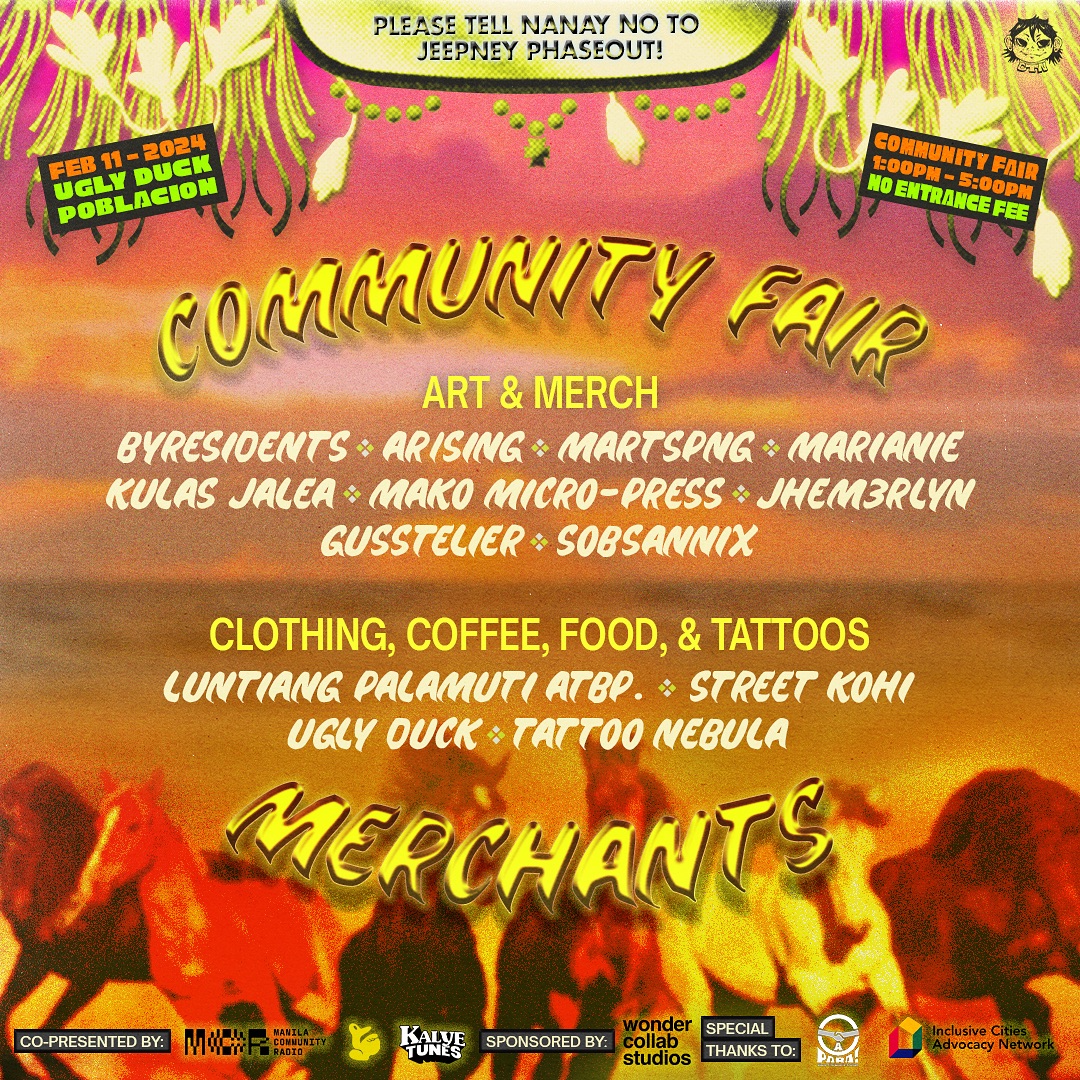 PLEASE TELL NANAY NO TO
JEEPNEY PHASEOUT!
FEB 11 - 2024
UGLY DUCK
POBLACION
COMMUNITY FAIR
1:00PM - 5:00PM
NO ENTRANCE FEE
COMMUNITY FAIR
ART & MERCH
BYRESIDENTS ❖ ARISING ❖ MARTSPNG ❖ MARIANIE
KULAS JALEA ❖ MAKO MICRO-PRESS ❖ JHEM3RLYN
GUSSTELIER ❖ SOBSANNIX
CLOTHING, COFFEE, FOOD, & TATTOOS
LUNTIANG PALAMUTI ATBP. ❖ STREET KOHI
UGLY DUCK ❖ TATTOO NEBULA
MERCHANTS
CO-PRESENTED BY:
MCR
MANILA
COMMUNITY
RADIO
KALYE
TUNES
SPONSORED BY:
wonder
collab
studios
SPECIAL
THANKS TO:
PARA!
Inclusive Cities
Advocacy Network